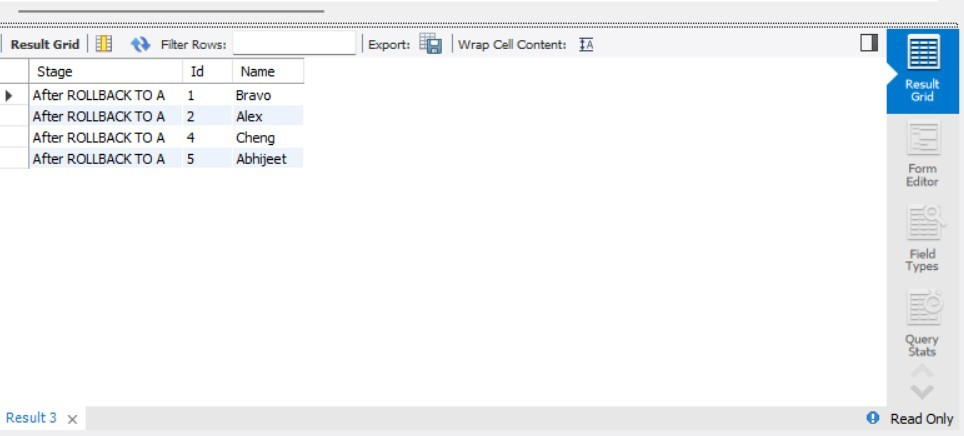 Result Grid Filter Rows: Export: Wrap Cell Content: IA
Stage Id Name
After ROLLBACK TO A 1 Bravo
After ROLLBACK TO A 2 Alex
After ROLLBACK TO A 4 Cheng
After ROLLBACK TO A 5 Abhijeet
Result
Grid
Form
Editor
Field
Types
Query
Stats
Result 3
Read Only